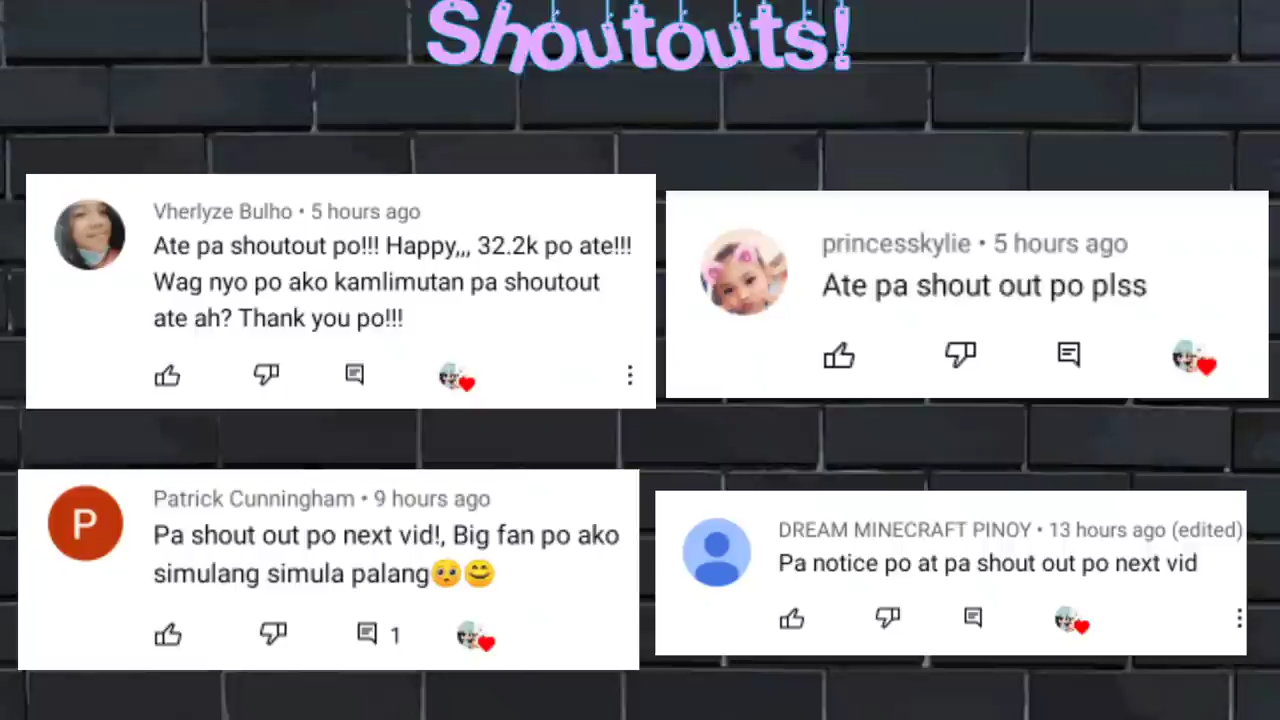 Shoutouts!
Vherlyze Bulho • 5 hours ago
Ate pa shoutout po!!! Happy,,, 32.2k po ate!!!
Wag nyo po ako kamlimutan pa shoutout
ate ah? Thank you po!!!
princesskylie • 5 hours ago
Ate pa shout out po plss
P
Patrick Cunningham • 9 hours ago
Pa shout out po next vid!, Big fan po ako
simulang simula palang🥺😊
1
DREAM MINECRAFT PINOY • 13 hours ago (edited)
Pa notice po at pa shout out po next vid